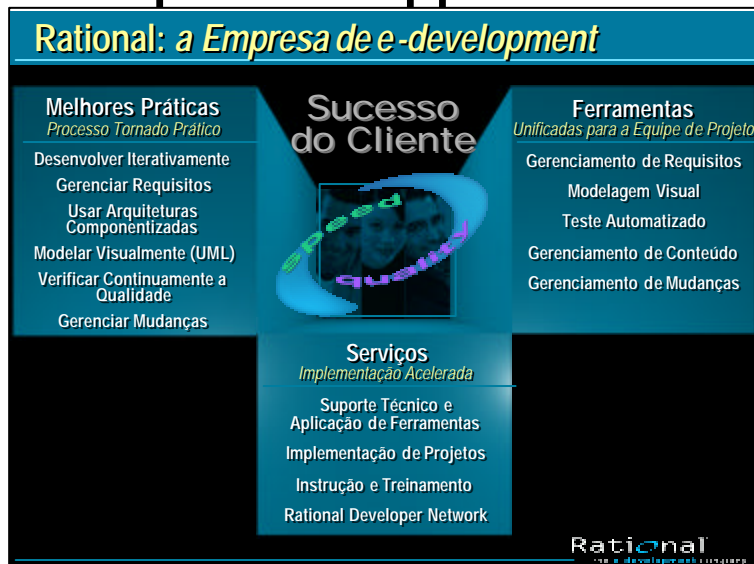 Rational: a Empresa de e-development
Melhores Práticas
Processo Tornado Prático
Desenvolver Iterativamente
Gerenciar Requisitos
Usar Arquiteturas
Componentizadas
Modelar Visualmente (UML)
Verificar Continuamente a
Qualidade
Gerenciar Mudanças
Sucesso
do Cliente
speed
quality
Ferramentas
Unificadas para a Equipe de Projeto
Gerenciamento de Requisitos
Modelagem Visual
Teste Automatizado
Gerenciamento de Conteúdo
Gerenciamento de Mudanças
Serviços
Implementação Acelerada
Suporte Técnico e
Aplicação de Ferramentas
Implementação de Projetos
Instrução e Treinamento
Rational Developer Network
Rational
the e-development company